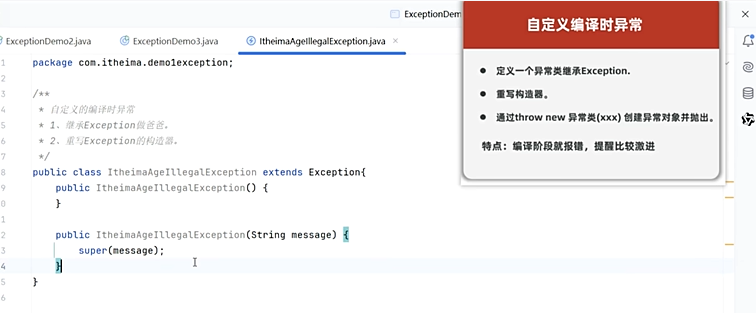 ExceptionDem
ExceptionDemo2.java
ExceptionDemo3.java
ItheimaAgeIllegalException.java
package com.itheima.demo1exception;
/**
* 自定义的编译时异常
* 1、继承Exception做爸爸。
* 2、重写Exception的构造器。
*/
public class ItheimaAgeIllegalException extends Exception{
public ItheimaAgeIllegalException() {
}
public ItheimaAgeIllegalException(String message) {
super(message);
}
}
自定义编译时异常
● 定义一个异常类继承Exception.
● 重写构造器。
● 通过throw new 异常类(xxx) 创建异常对象并抛出。
特点：编译阶段就报错，提醒比较激进